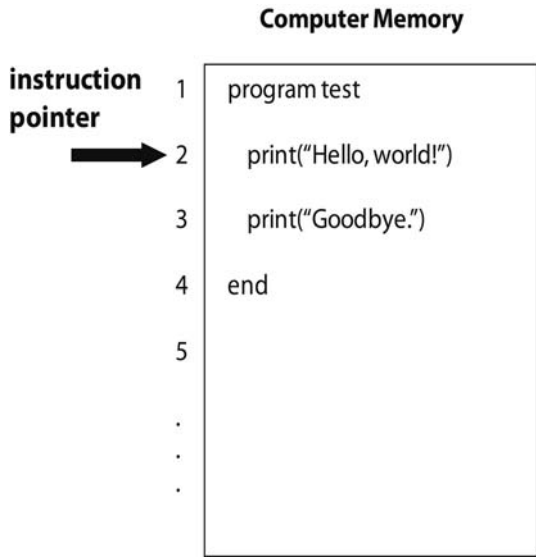 Computer Memory
instruction
pointer
1 program test
2 print(“Hello, world!”)
3 print(“Goodbye.”)
4 end
5
.
.
.